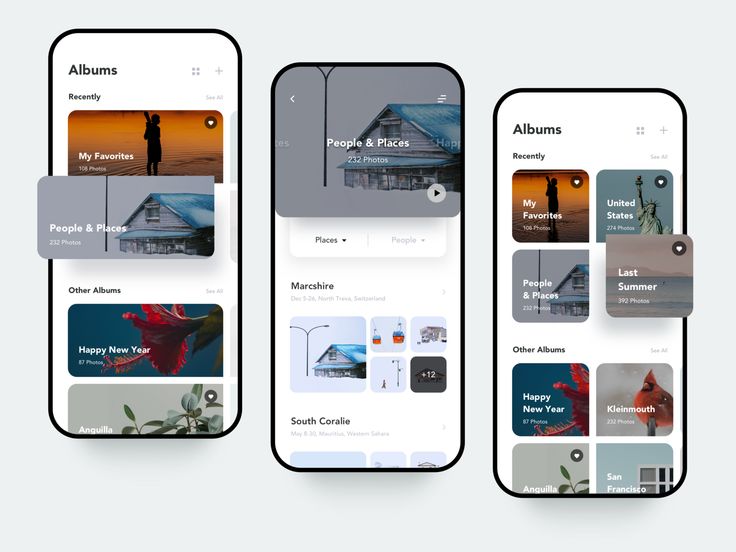 Albums
Recently
See All
My Favorites
108 Photos
People & Places
232 Photos
Other Albums
See All
Happy New Year
87 Photos
Anguilla
People & Places
232 Photos
Places
People
Marcshire
Dec 5-26, North Treva, Switzerland
+12
South Coralie
May 8-30, Mauritius, Western Sahara
Albums
Recently
See All
My
Favorites
108 Photos
United
States
274 Photos
People
& Places
232 Photos
Last
Summer
392 Photos
Other Albums
See All
Happy
New Year
87 Photos
Kleinmouth
232 Photos
Anguilla
San
Francisco